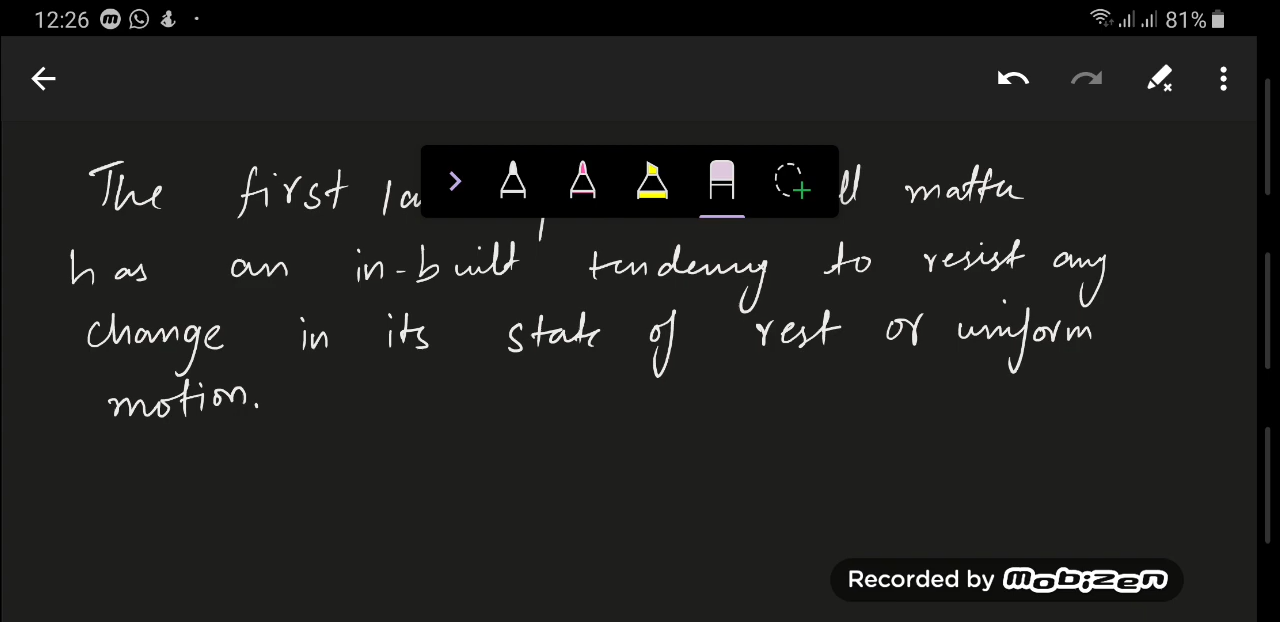 12:26 81%
The first la ll matter
has an in-built tendency to resist any
change in its state of rest or uniform
motion.
Recorded by mobizen